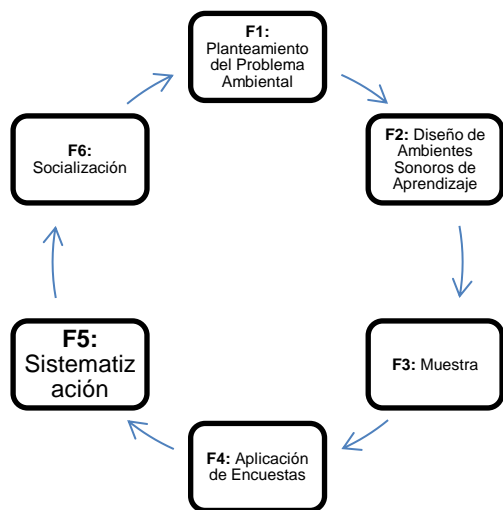 F1:
Planteamiento
del Problema
Ambiental
F2: Diseño de
Ambientes
Sonoros de
Aprendizaje
F3: Muestra
F4: Aplicación
de Encuestas
F5:
Sistematiz
ación
F6:
Socialización